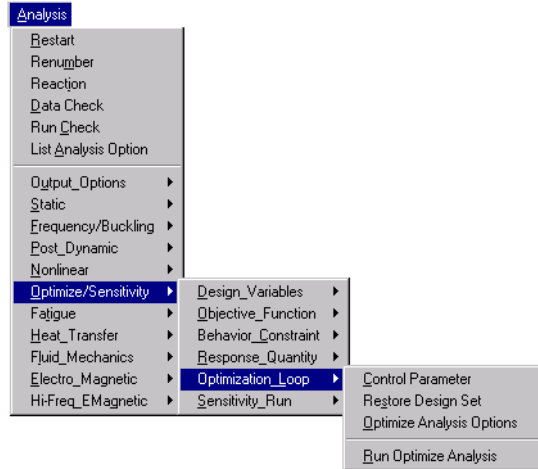 Analysis
Restart
Renumber
Reaction
Data Check
Run Check
List Analysis Option
Output_Options
Static
Frequency/Buckling
Post_Dynamic
Nonlinear
Optimize/Sensitivity
Fatigue
Heat_Transfer
Fluid_Mechanics
Electro_Magnetic
Hi-Freq_EMagnetic
Design_Variables
Objective_Function
Behavior_Constraint
Response_Quantity
Optimization_Loop
Sensitivity_Run
Control Parameter
Restore Design Set
Optimize Analysis Options
Run Optimize Analysis